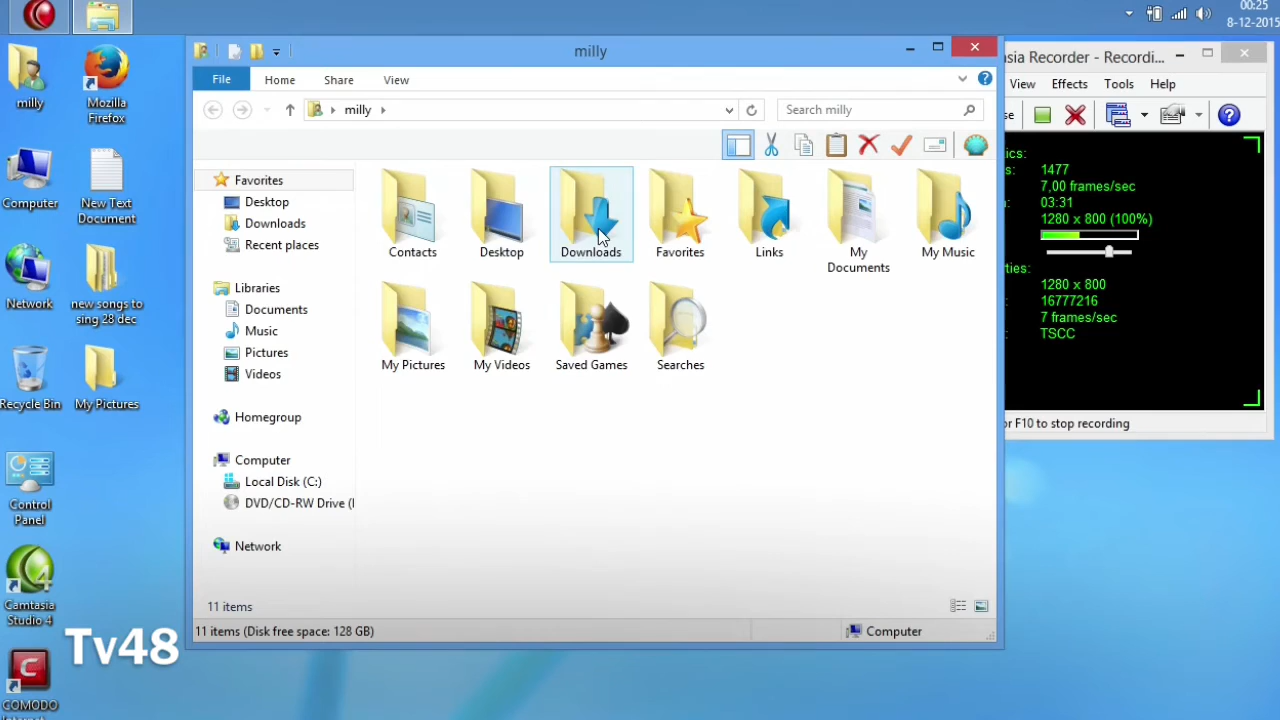 00:25
8-12-2015
milly
Mozilla
Firefox
Computer
New Text
Document
Network
new songs to
sing 28 dec
Recycle Bin
My Pictures
Control
Panel
Camtasia
Studio 4
Tv48
COMODO
milly
File
Home
Share
View
milly
Search milly
Favorites
Desktop
Downloads
Recent places
Libraries
Documents
Music
Pictures
Videos
Homegroup
Computer
Local Disk (C:)
DVD/CD-RW Drive (
Network
Contacts
Desktop
Downloads
Favorites
Links
My
Documents
My Music
My Pictures
My Videos
Saved Games
Searches
11 items
11 items (Disk free space: 128 GB)
Computer
sia Recorder - Recordi...
View
Effects
Tools
Help
1477
7,00 frames/sec
03:31
1280 x 800 (100%)
1280 x 800
16777216
7 frames/sec
TSCC
or F10 to stop recording